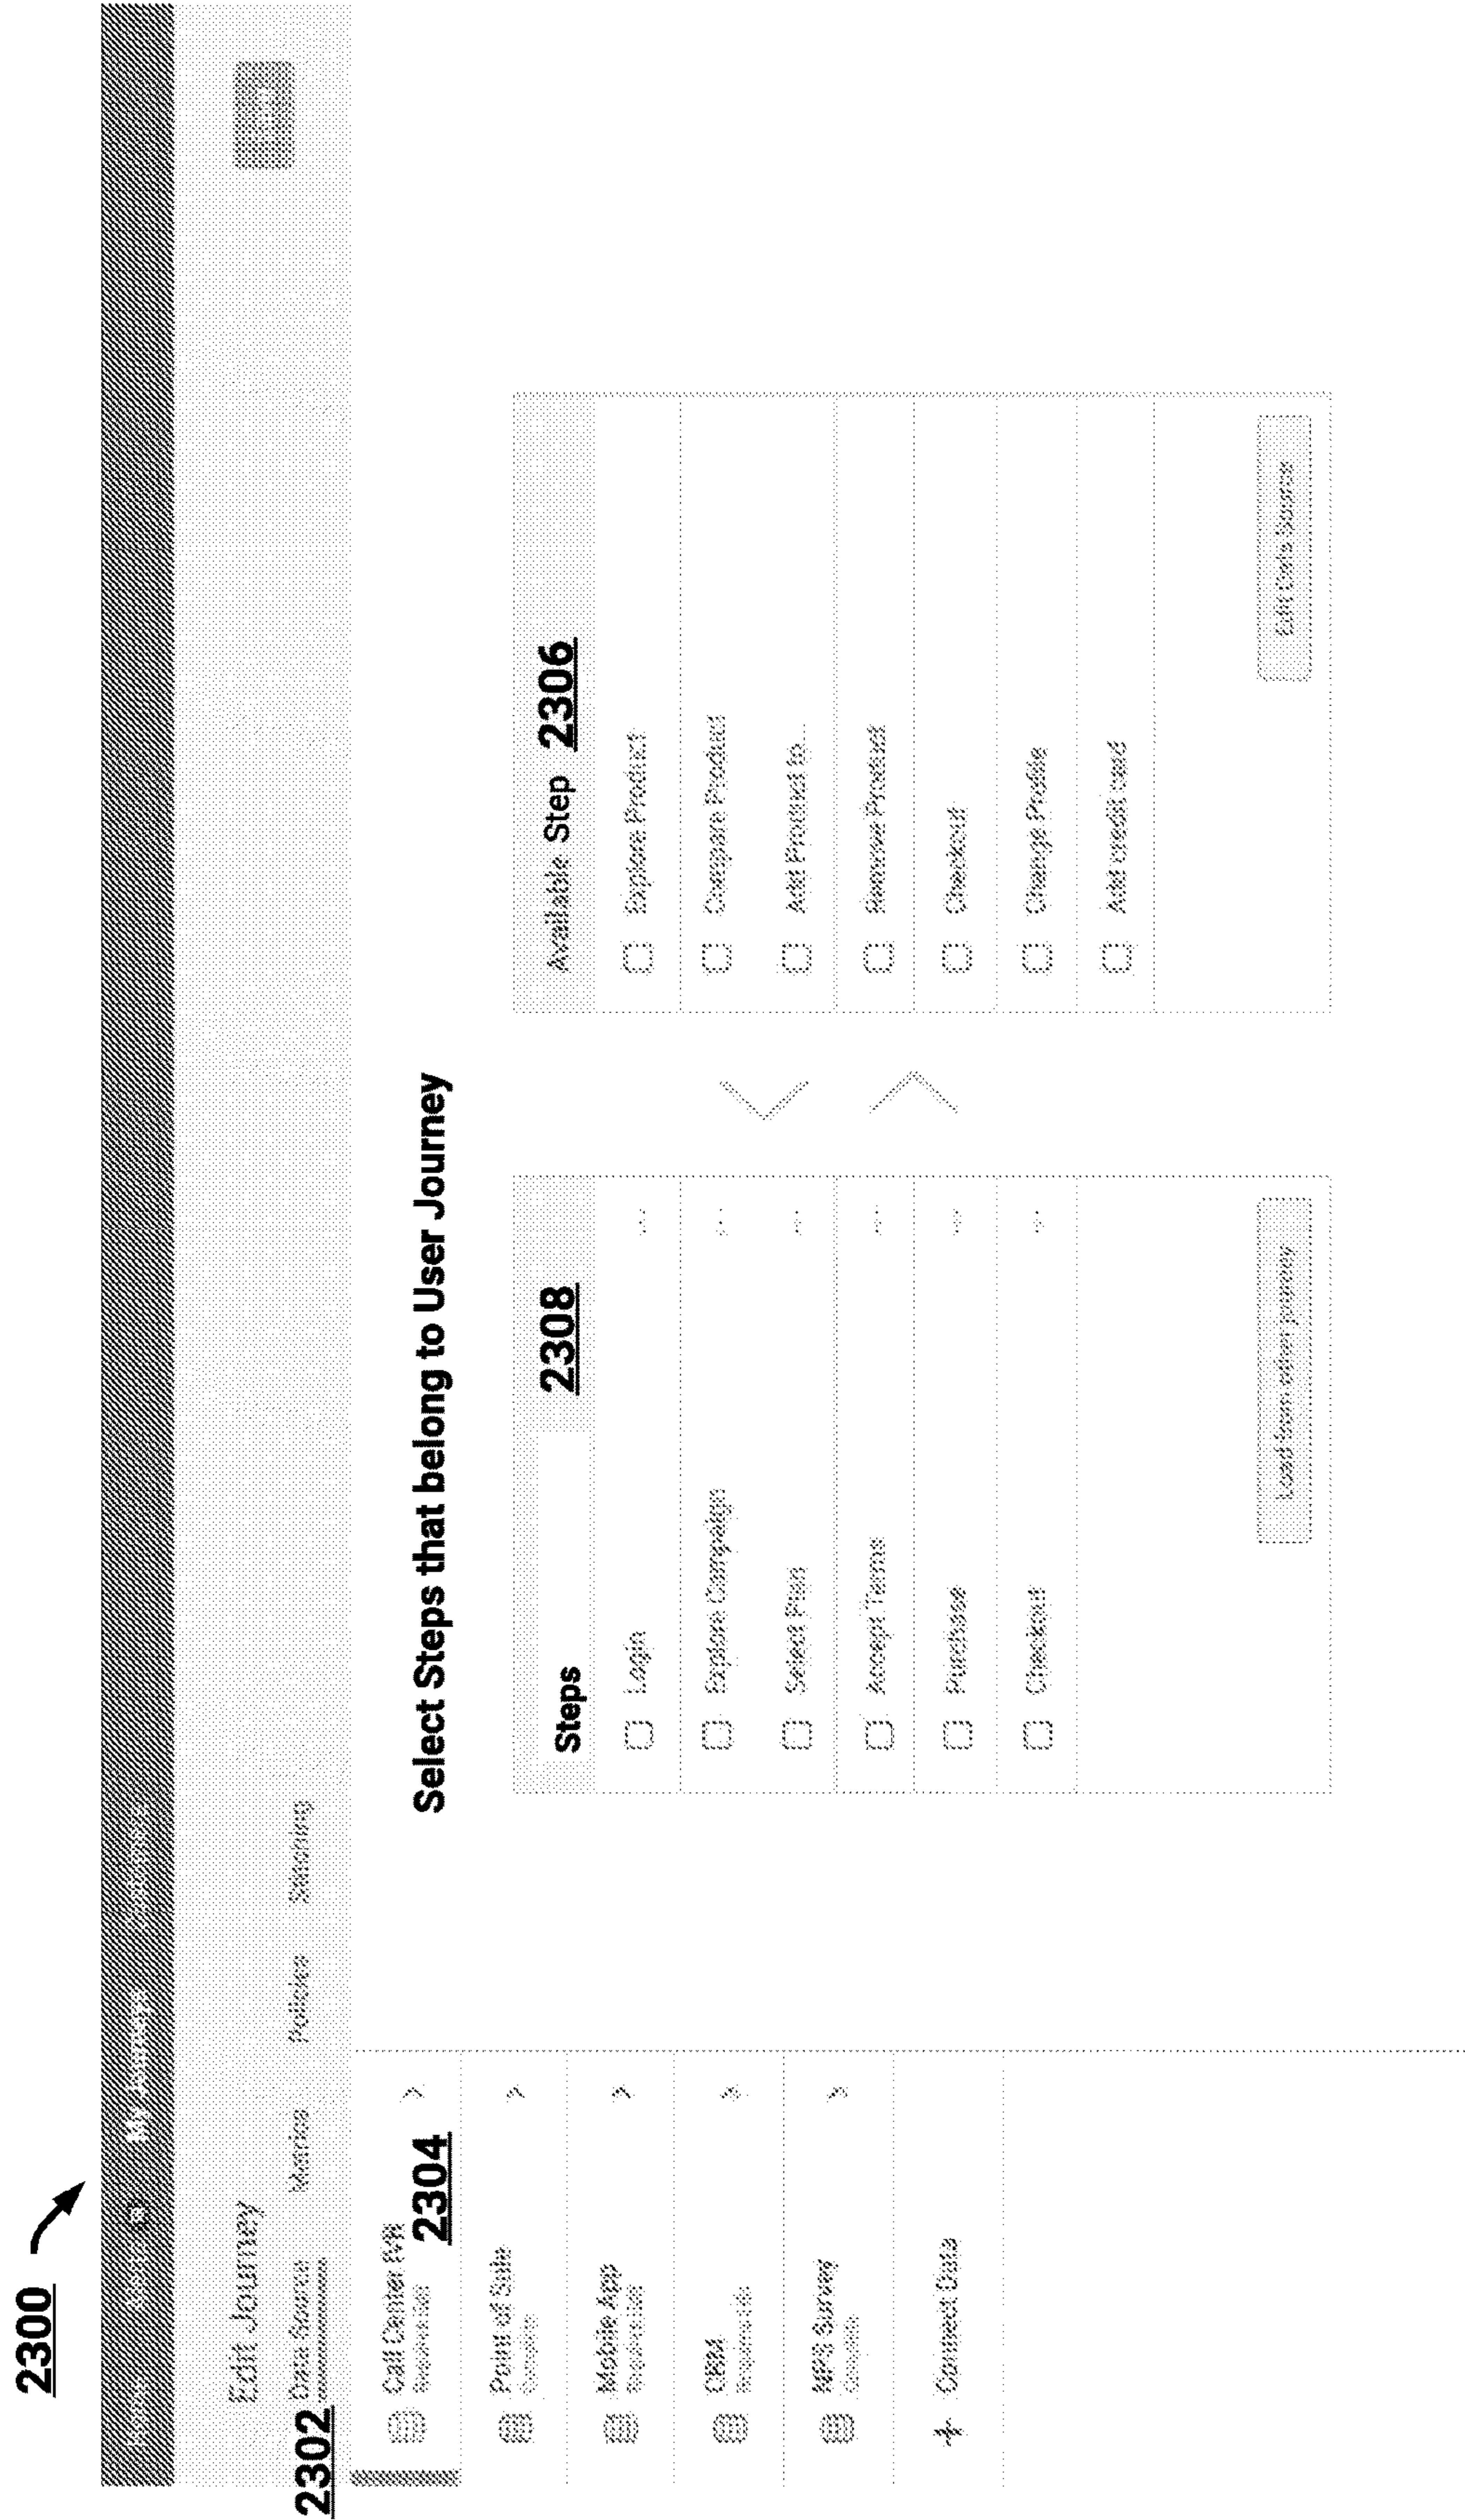 2300
My Journeys
Edit Journey
2302
Data Source Metrics Policies Stitching
Call Center IVR
2304
Point of Sale
Mobile App
CRM
NPS Survey
+ Connect Data
Select Steps that belong to User Journey
Steps 2308
Login
Explore Campaign
Select Plan
Accept Terms
Purchase
Checkout
Load from other journey
Available Step 2306
Explore Product
Compare Product
Add Product to...
Remove Product
Checkout
Change Profile
Add credit card
Edit Data Source